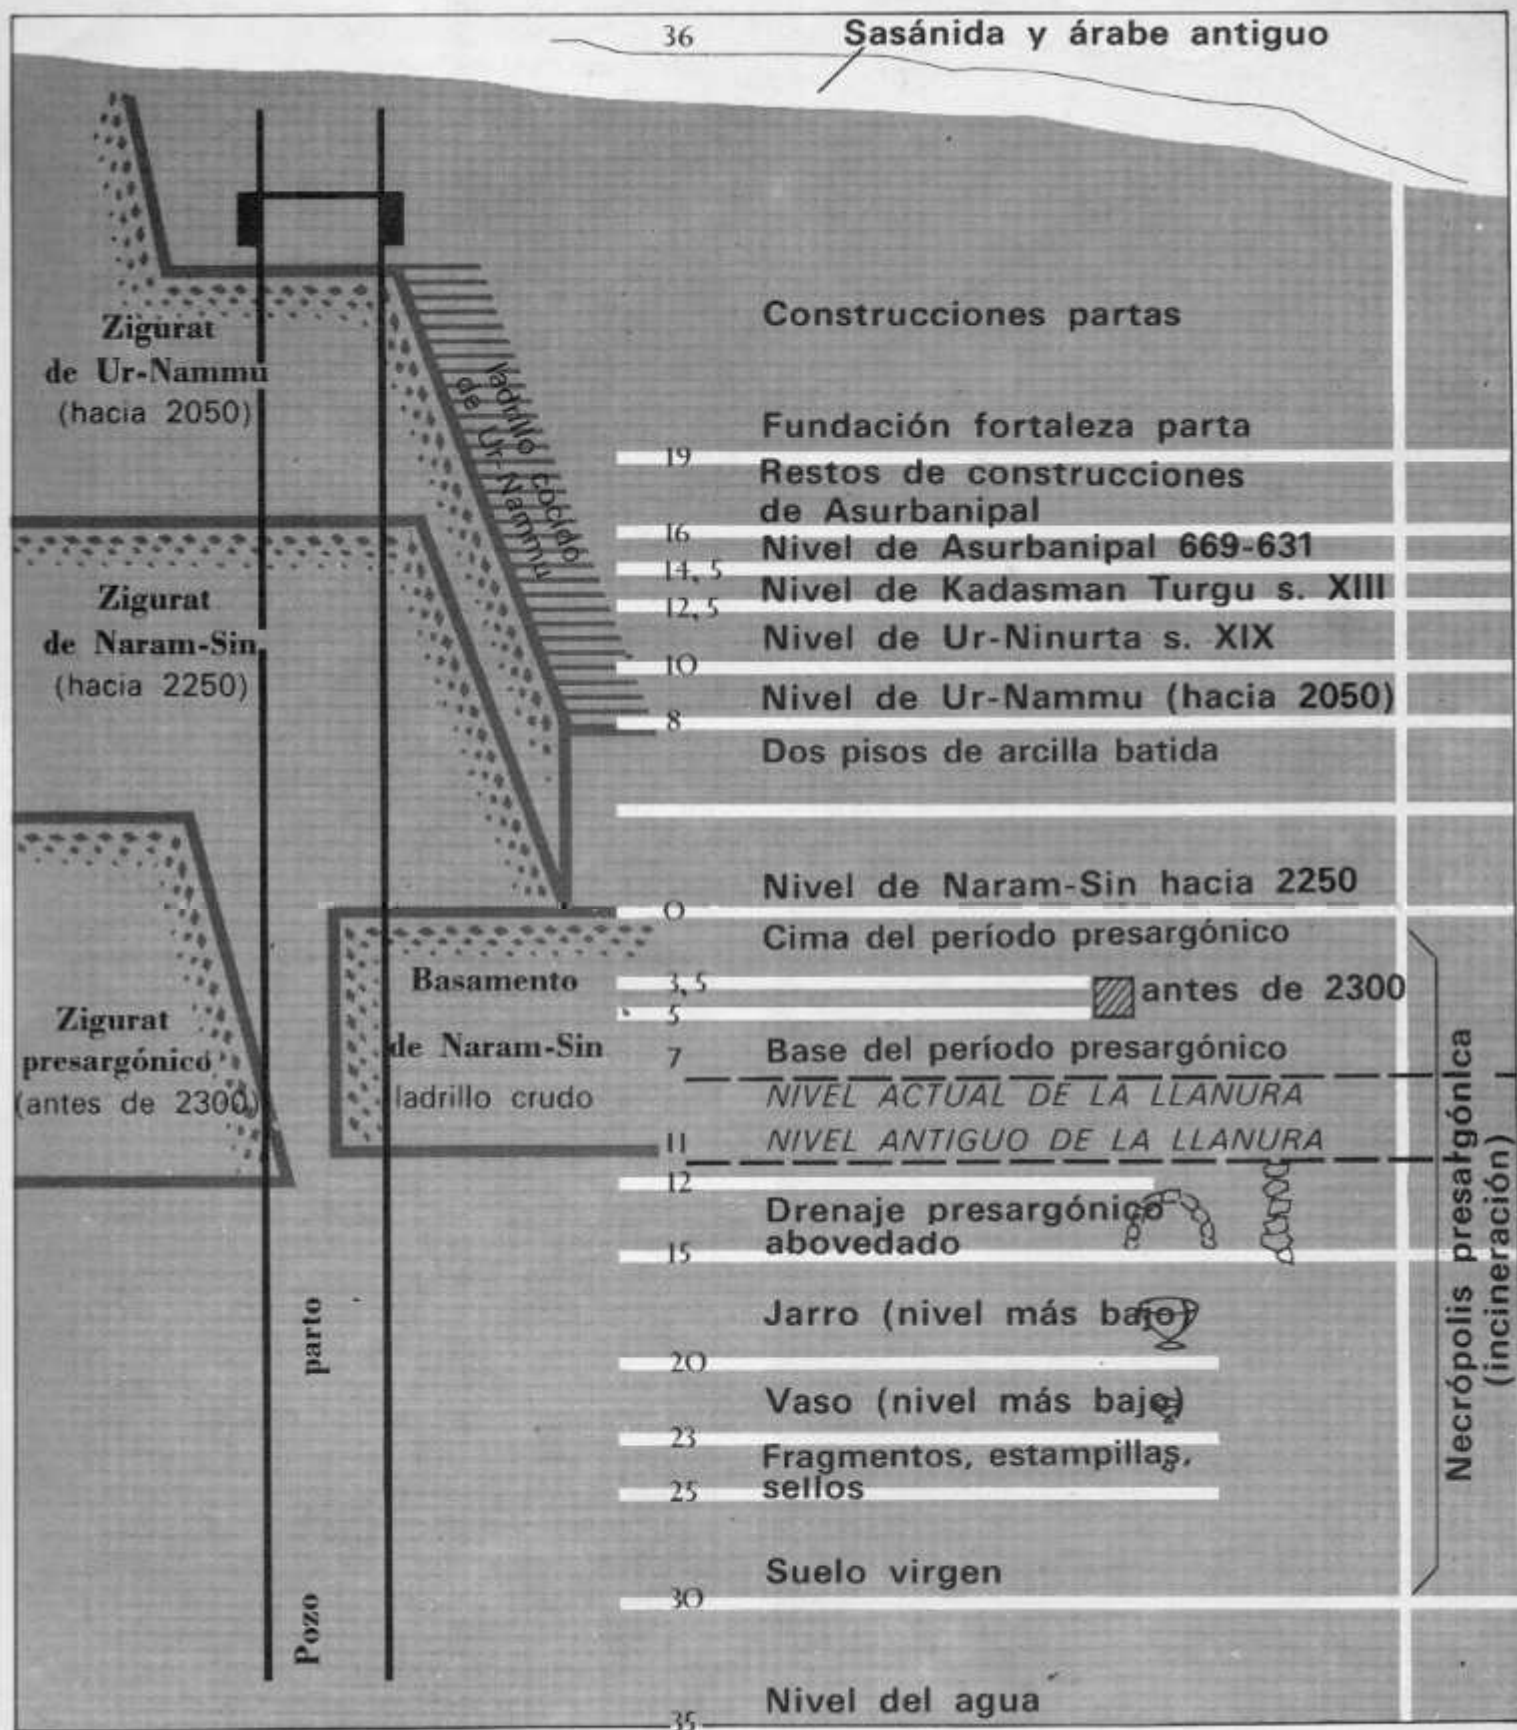 36 Sasánida y árabe antiguo
Zigurat
de Ur-Nammu
(hacia 2050)
ladrillo cocido
de Ur-Nammu
Construcciones partas
Fundación fortaleza parta
19
Restos de construcciones
de Asurbanipal
16
Nivel de Asurbanipal 669-631
14,5
Nivel de Kadasman Turgu s. XIII
12,5
Zigurat
de Naram-Sin
(hacia 2250)
Nivel de Ur-Ninurta s. XIX
10
Nivel de Ur-Nammu (hacia 2050)
8
Dos pisos de arcilla batida
Nivel de Naram-Sin hacia 2250
0
Cima del período presargónico
3,5
antes de 2300
5
Basamento
de Naram-Sin
ladrillo crudo
Zigurat
presargónico
(antes de 2300)
7 Base del período presargónico
NIVEL ACTUAL DE LA LLANURA
11 NIVEL ANTIGUO DE LA LLANURA
12
Drenaje presargónico
abovedado
15
Jarro (nivel más bajo)
20
Vaso (nivel más bajo)
23
Fragmentos, estampillas,
sellos
25
Suelo virgen
30
Nivel del agua
35
Pozo parto
Necrópolis presargónica
(incineración)